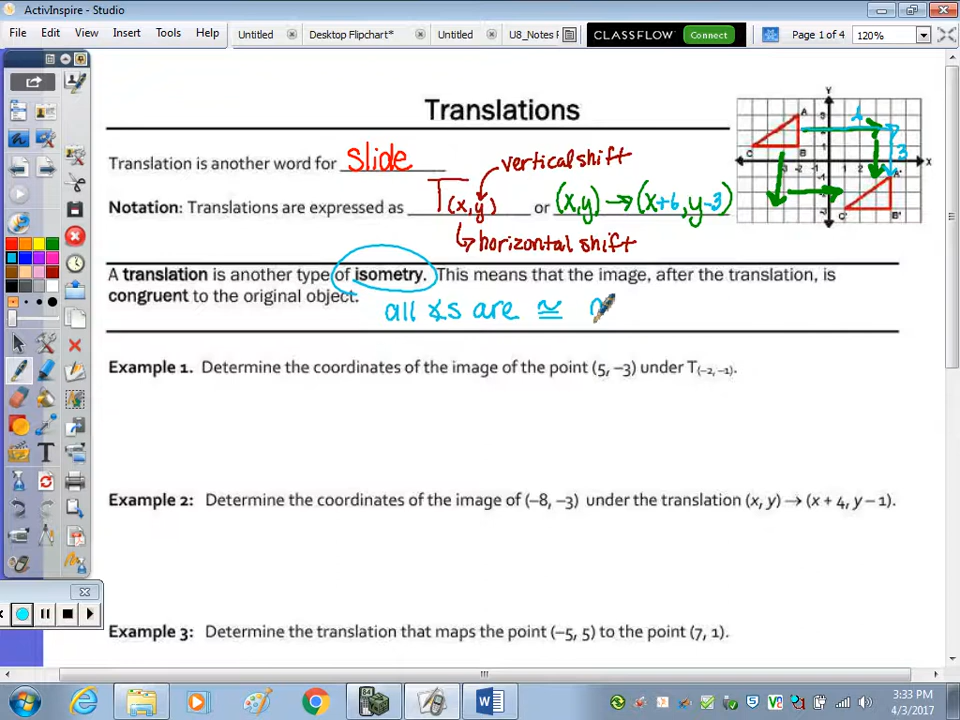 ActivInspire - Studio
File Edit View Insert Tools Help Untitled Desktop Flipchart* Untitled U8_Notes F CLASSFLOW Connect Page 1 of 4 120%
Translations
Translation is another word for slide
vertical shift
Notation: Translations are expressed as T(x,y) or (x,y) → (x+6, y-3)
horizontal shift
A translation is another type of isometry. This means that the image, after the translation, is
congruent to the original object.
all ∡s are ≅
Example 1. Determine the coordinates of the image of the point (5, –3) under T(−2, −1).
Example 2: Determine the coordinates of the image of (–8, –3) under the translation (x, y) → (x + 4, y – 1).
Example 3: Determine the translation that maps the point (–5, 5) to the point (7, 1).
3:33 PM
4/3/2017